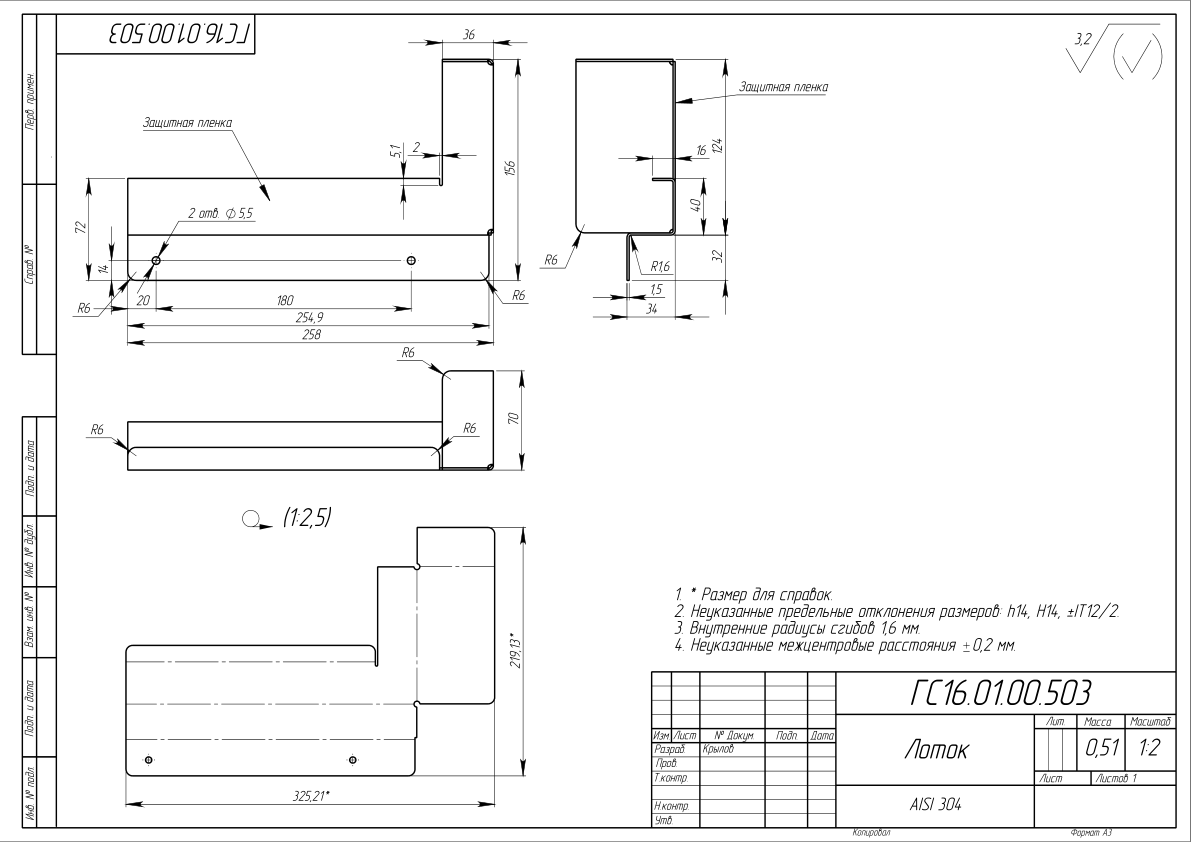 ГС16.01.00.503
Перв. примен.
Справ. №
Подп. и дата
Инв. № дубл.
Взам. инв. №
Подп. и дата
Инв. № подл.
36
Защитная пленка
5,1
2
156
72
14
2 отв. ∅5,5
R6
20
180
R6
254,9
258
3,2
Защитная пленка
16
124
40
32
R6
R1,6
1,5
34
R6
R6
R6
70
(1:2,5)
219,13*
325,21*
1. * Размер для справок.
2. Неуказанные предельные отклонения размеров: h14, H14, ±IT12/2.
3. Внутренние радиусы сгибов 1,6 мм.
4. Неуказанные межцентровые расстояния ±0,2 мм.
ГС16.01.00.503
Лит. Масса Масштаб
Изм Лист № Докум. Подп. Дата
Разраб. Крылов
Лоток
0,51 1:2
Пров.
Т.контр.
Лист Листов 1
Н.контр.
AISI 304
Утв.
Копировал Формат А3